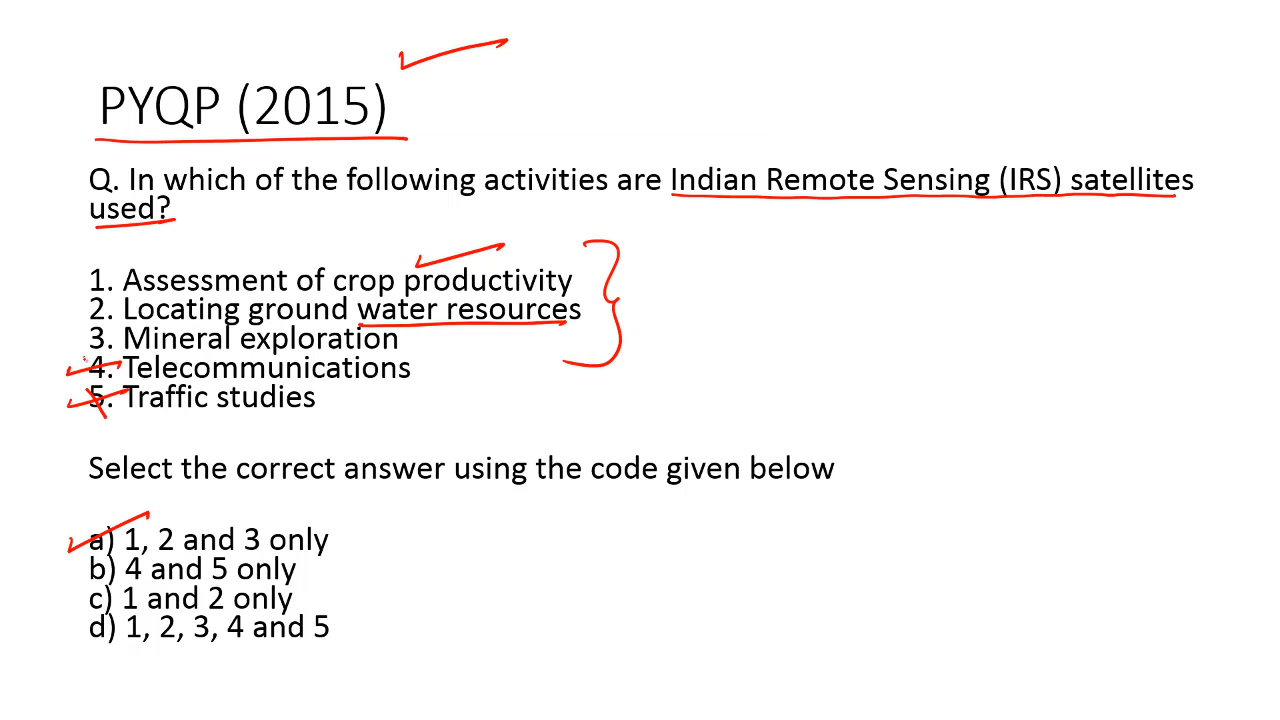 PYQP (2015)
Q. In which of the following activities are Indian Remote Sensing (IRS) satellites
used?
1. Assessment of crop productivity
2. Locating ground water resources
3. Mineral exploration
4. Telecommunications
5. Traffic studies
Select the correct answer using the code given below
a) 1, 2 and 3 only
b) 4 and 5 only
c) 1 and 2 only
d) 1, 2, 3, 4 and 5